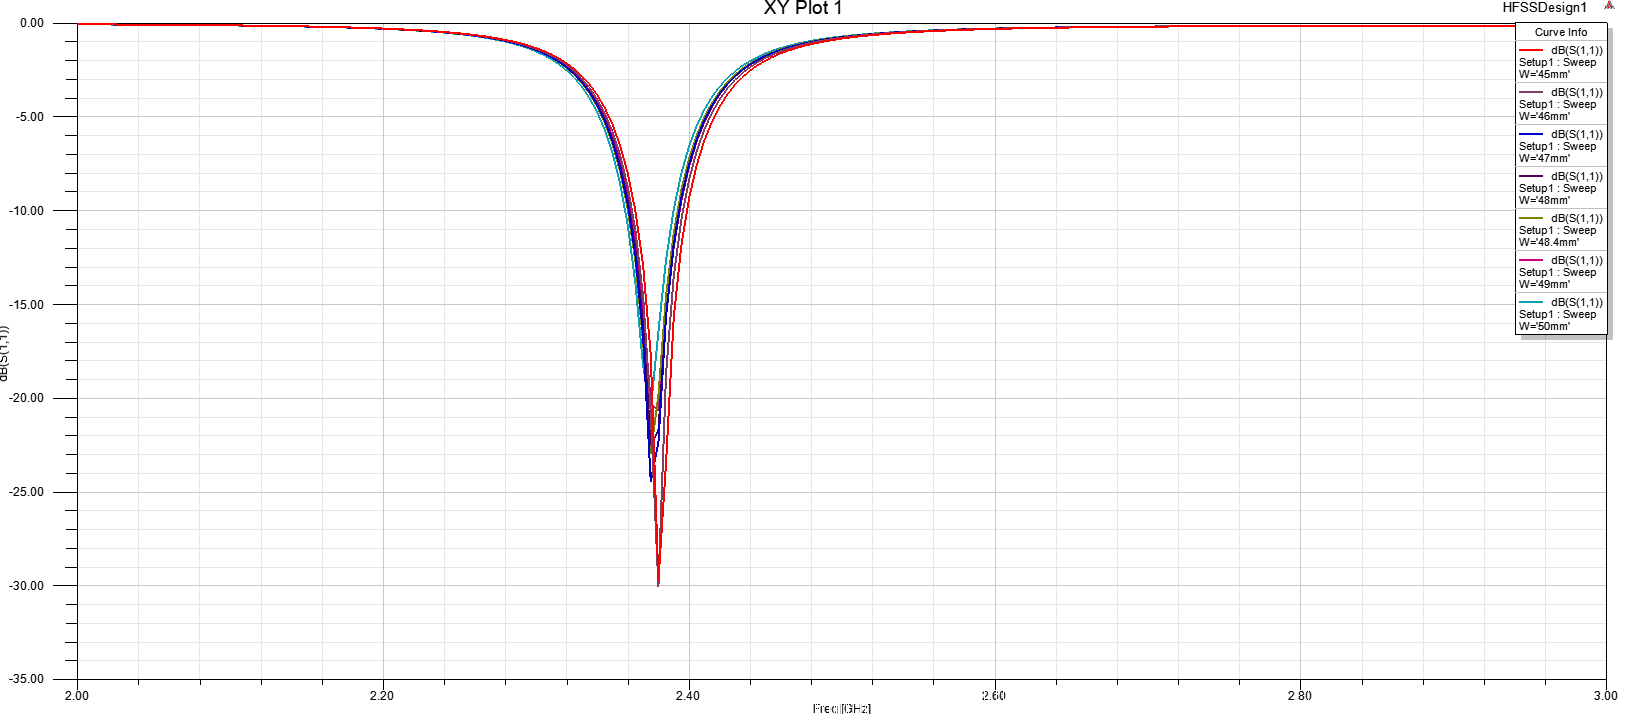 XY Plot 1
HFSSDesign1
0.00
-5.00
-10.00
-15.00
-20.00
-25.00
-30.00
-35.00
dB(S(1,1))
2.00
2.20
2.40
2.60
2.80
3.00
Freq [GHz]
Curve Info
dB(S(1,1))
Setup1 : Sweep
W='45mm'
dB(S(1,1))
Setup1 : Sweep
W='46mm'
dB(S(1,1))
Setup1 : Sweep
W='47mm'
dB(S(1,1))
Setup1 : Sweep
W='48mm'
dB(S(1,1))
Setup1 : Sweep
W='48.4mm'
dB(S(1,1))
Setup1 : Sweep
W='49mm'
dB(S(1,1))
Setup1 : Sweep
W='50mm'